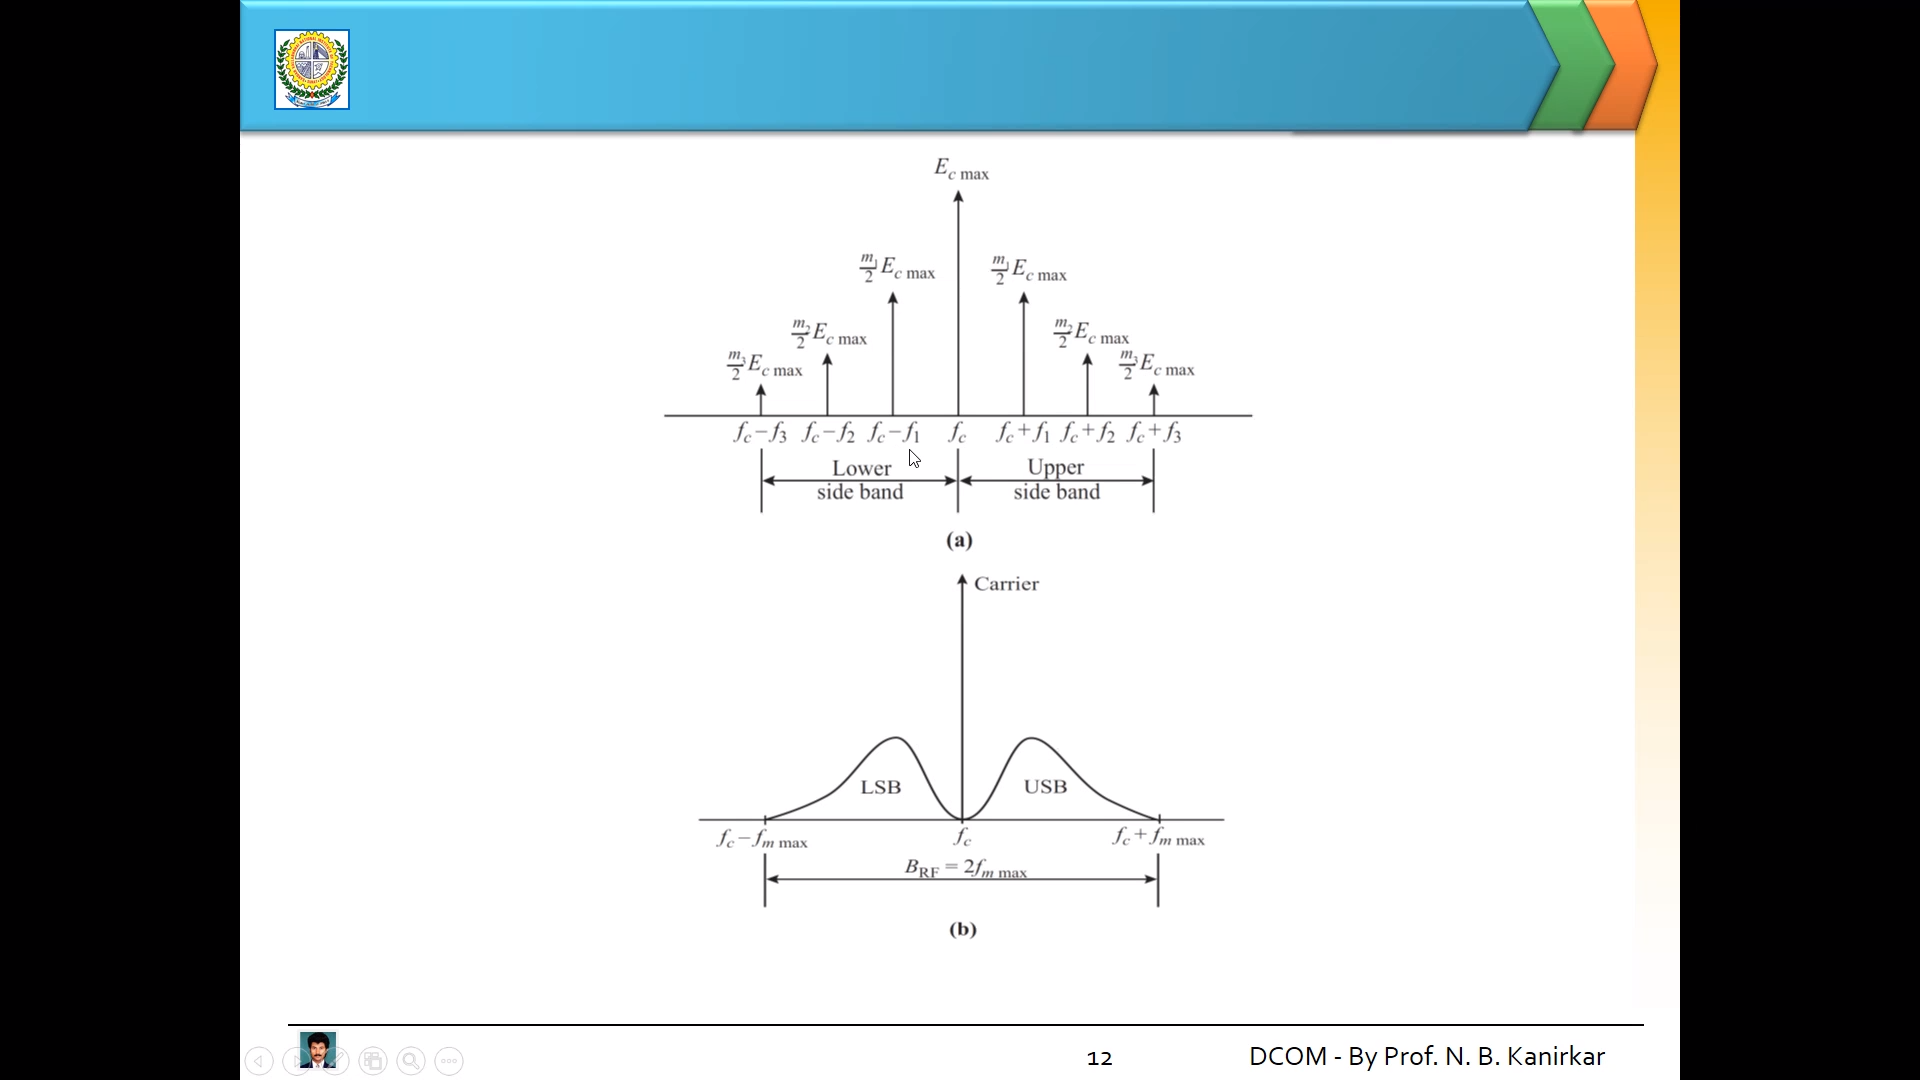 E c max
m1/2 E c max
m1/2 E c max
m2/2 E c max
m2/2 E c max
m3/2 E c max
m3/2 E c max
fc−f3 fc−f2 fc−f1 fc fc+f1 fc+f2 fc+f3
Lower
side band
Upper
side band
(a)
Carrier
LSB
USB
fc−fm max
fc
fc+fm max
BRF = 2fm max
(b)
12
DCOM - By Prof. N. B. Kanirkar